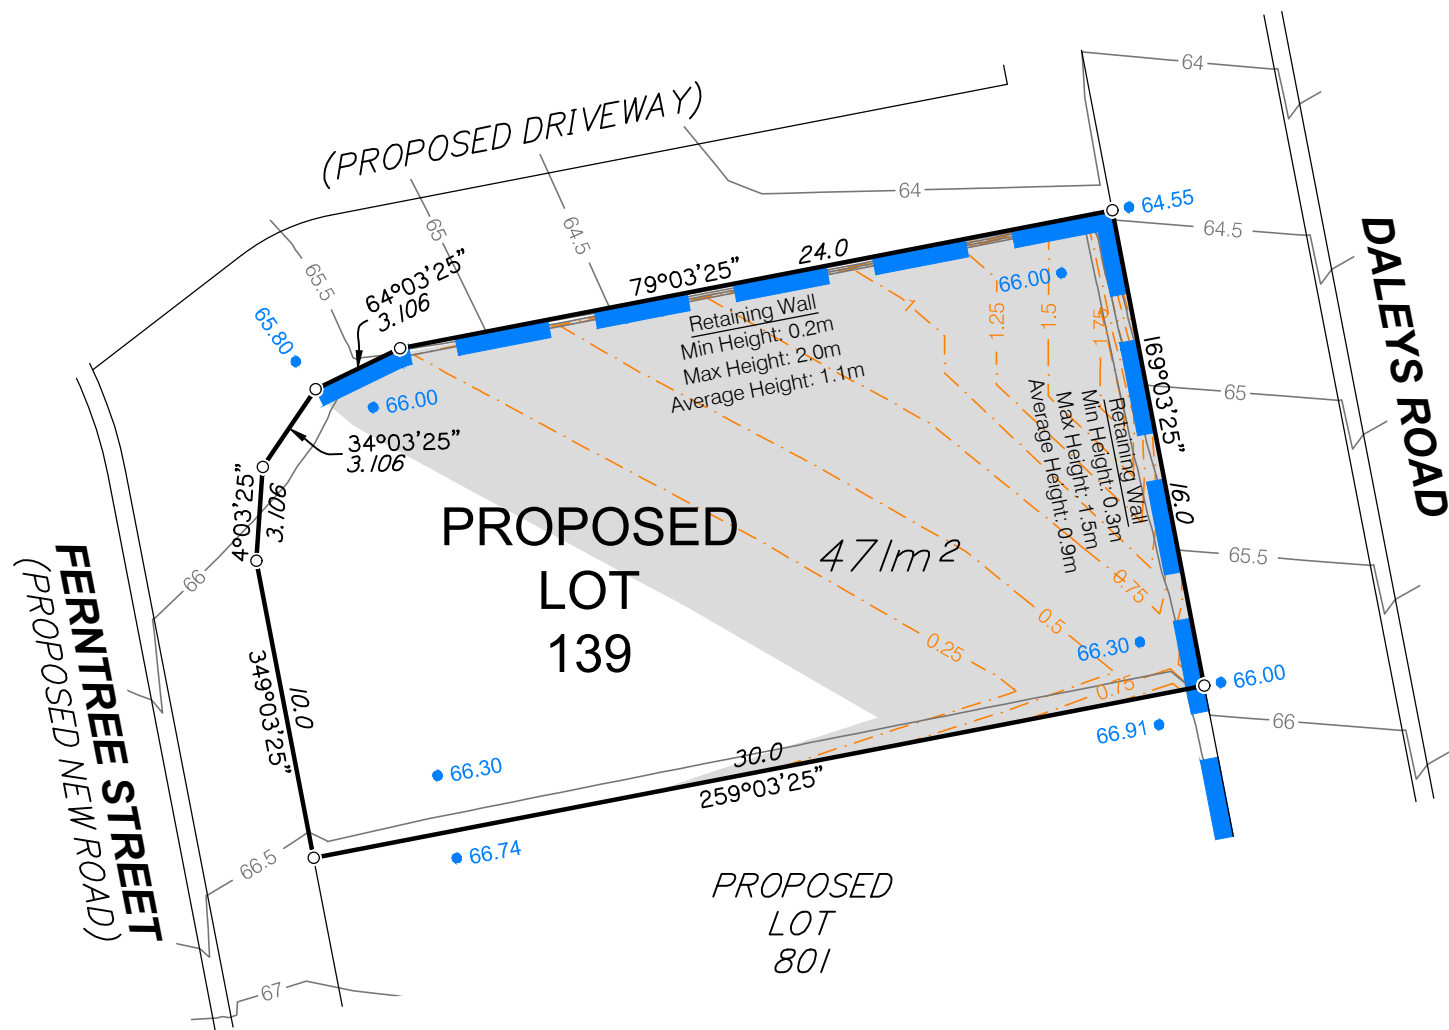 (PROPOSED DRIVEWAY)
64
64
64.5
65
64.5
65.5
64.55
64.5
DALEYS ROAD
64°03'25"
3.106
79°03'25"
24.0
65.80
66.00
66.00
Retaining Wall
Min Height: 0.2m
Max Height: 2.0m
Average Height: 1.1m
1
1.25
1.5
1.75
169°03'25"
16.0
65
Retaining Wall
Min Height: 0.3m
Max Height: 1.5m
Average Height: 0.9m
34°03'25"
3.106
4°03'25"
3.106
PROPOSED
LOT
139
471m²
65.5
0.75
0.5
0.25
66.30
0.75
66.00
66
66.91
66
FERNTREE STREET
(PROPOSED NEW ROAD)
349°03'25"
10.0
66.30
30.0
259°03'25"
66.74
66.5
67
PROPOSED
LOT
801